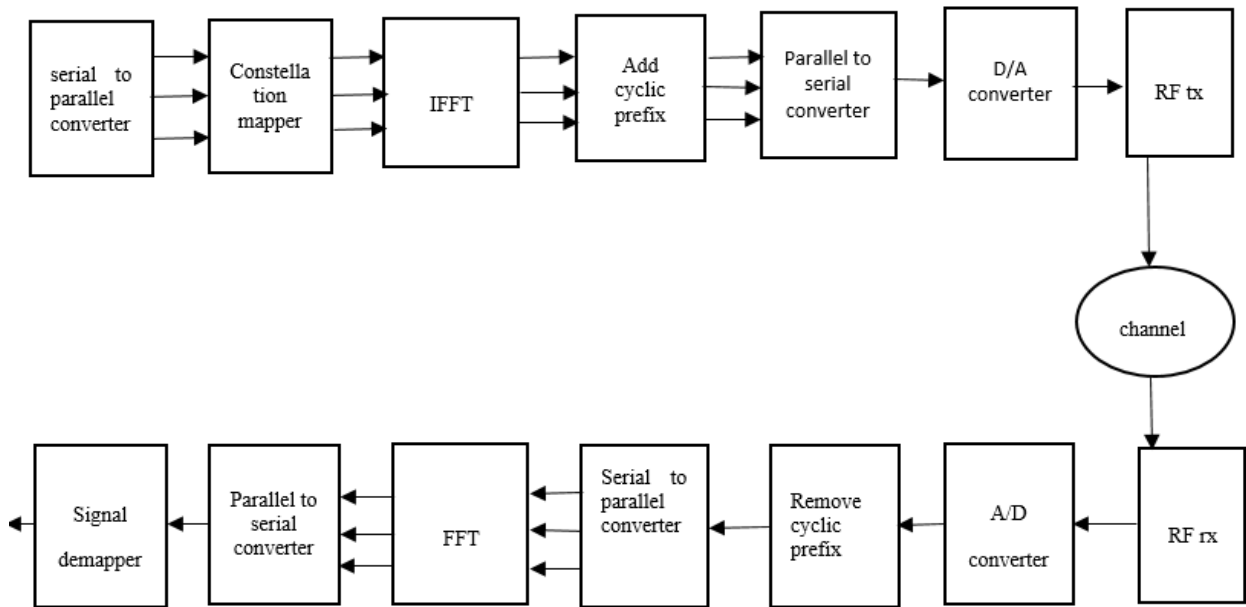 serial to
parallel
converter
Constella
tion
mapper
IFFT
Add
cyclic
prefix
Parallel to
serial
converter
D/A
converter
RF tx
channel
RF rx
A/D
converter
Remove
cyclic
prefix
Serial to
parallel
converter
FFT
Parallel to
serial
converter
Signal
demapper